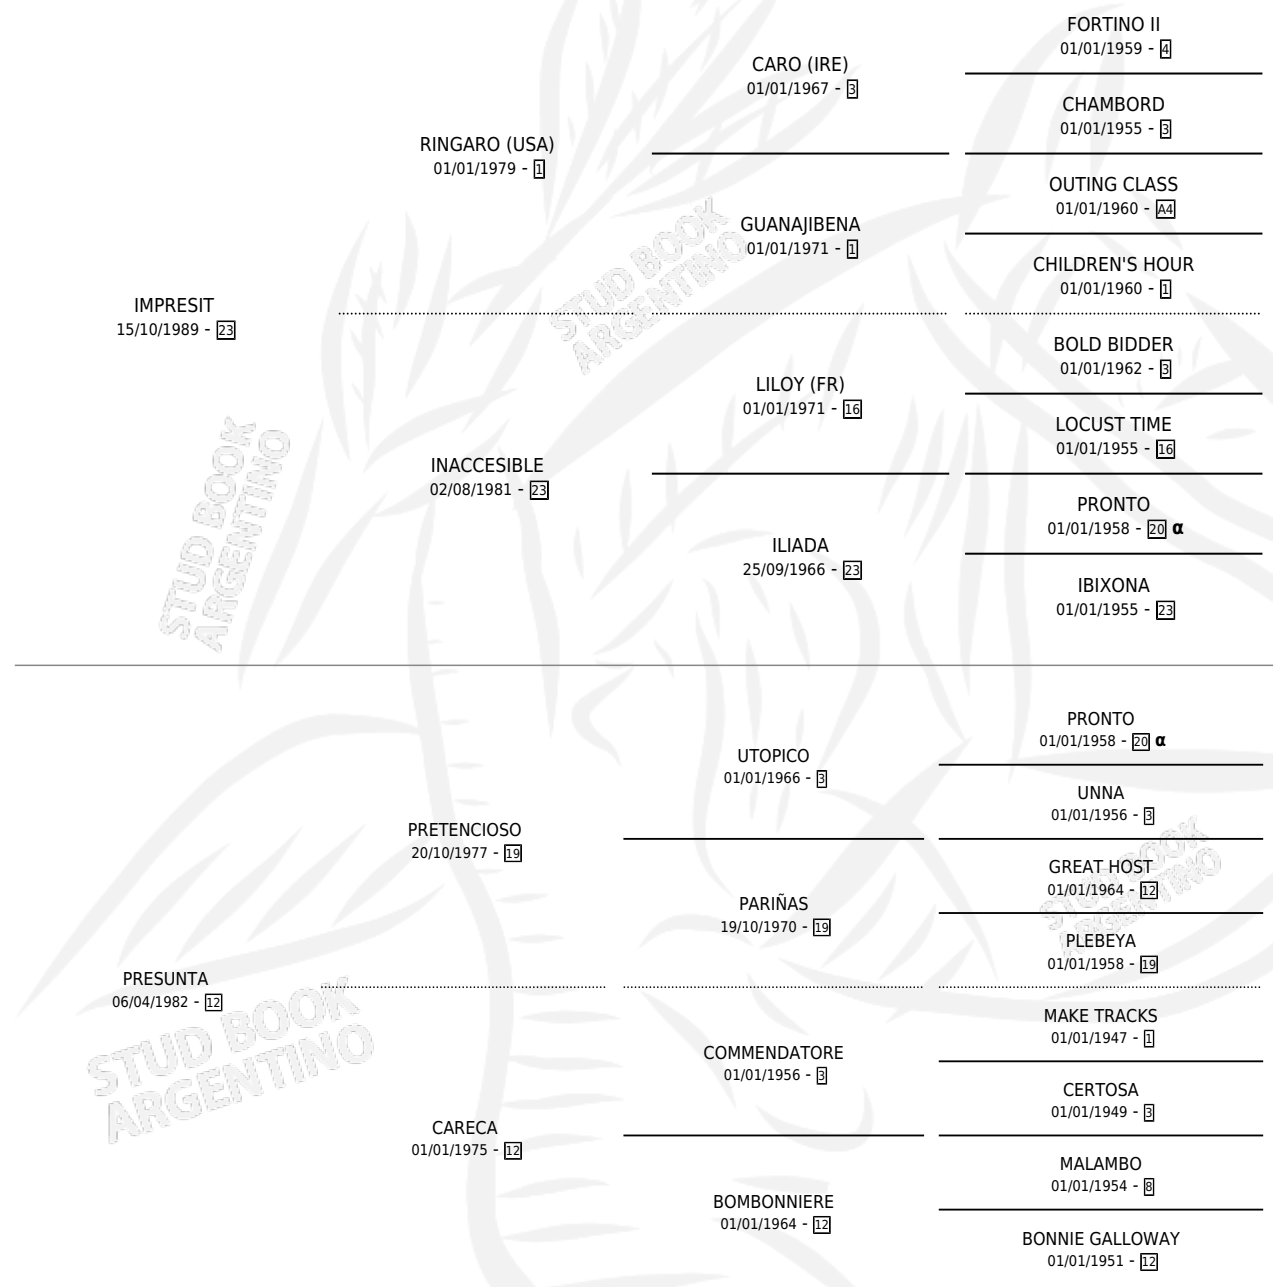 FORTINO II
01/01/1959 - 4
CARO (IRE)
01/01/1967 - 3
CHAMBORD
01/01/1955 - 3
RINGARO (USA)
01/01/1979 - 1
OUTING CLASS
01/01/1960 - A4
GUANAJIBENA
01/01/1971 - 1
CHILDREN'S HOUR
01/01/1960 - 1
IMPRESIT
15/10/1989 - 23
BOLD BIDDER
01/01/1962 - 3
LILOY (FR)
01/01/1971 - 16
LOCUST TIME
01/01/1955 - 16
INACCESIBLE
02/08/1981 - 23
PRONTO
01/01/1958 - 20 α
ILIADA
25/09/1966 - 23
IBIXONA
01/01/1955 - 23
PRONTO
01/01/1958 - 20 α
UTOPICO
01/01/1966 - 3
UNNA
01/01/1956 - 3
PRETENCIOSO
20/10/1977 - 19
GREAT HOST
01/01/1964 - 12
PARIÑAS
19/10/1970 - 19
PLEBEYA
01/01/1958 - 19
PRESUNTA
06/04/1982 - 12
MAKE TRACKS
01/01/1947 - 1
COMMENDATORE
01/01/1956 - 3
CERTOSA
01/01/1949 - 3
CARECA
01/01/1975 - 12
MALAMBO
01/01/1954 - 8
BOMBONNIERE
01/01/1964 - 12
BONNIE GALLOWAY
01/01/1951 - 12
STUD BOOK
ARGENTINO
STUD BOOK
ARGENTINO
STUD BOOK
ARGENTINO
STUD BOOK
ARGENTINO